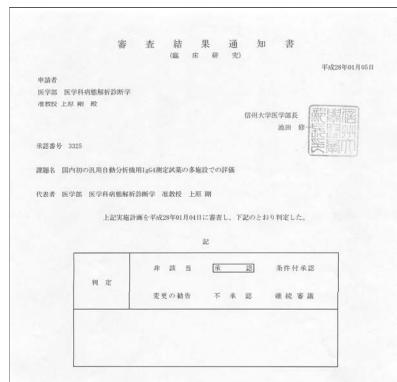 審査結果通知書
(臨床研究)
平成28年01月05日
申請者
医学部 医学科病態解析診断学
准教授 上原 剛 殿
信州大学医学部長
池田 修一
承認番号 3325
課題名 国内初の汎用自動分析機用IgG4測定試薬の多施設での評価
代表者 医学部 医学科病態解析診断学 准教授 上原 剛
上記実施計画を平成28年01月04日に審査し、下記のとおり判定した。
記
判定
非該当 承認 条件付承認
変更の勧告 不承認 継続審議